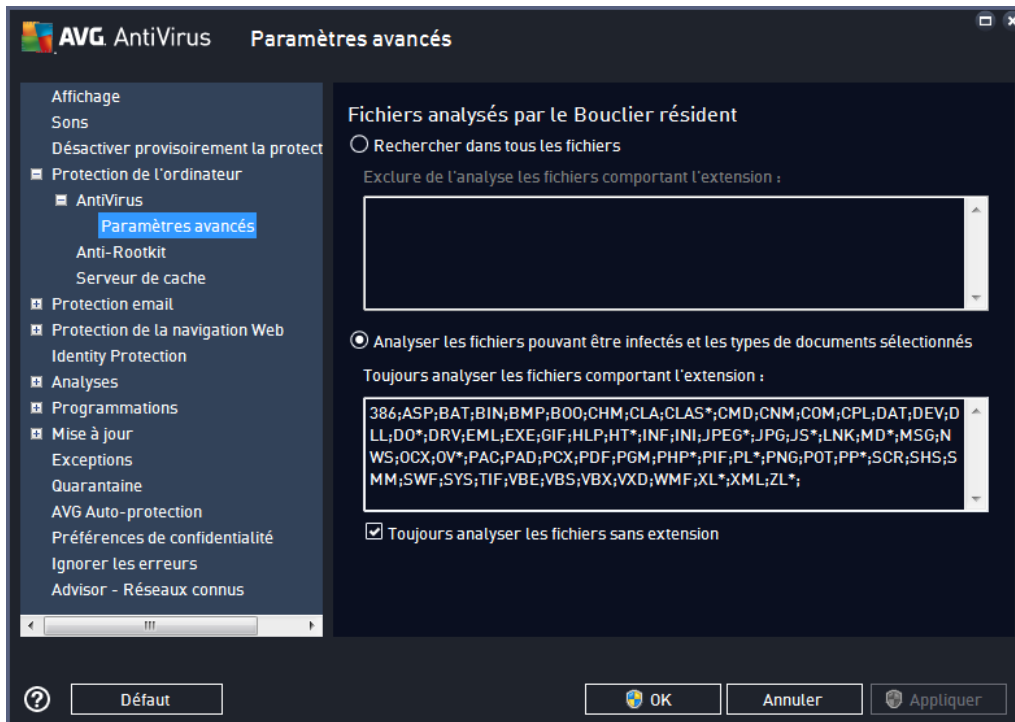 AVG AntiVirus Paramètres avancés
Affichage
Sons
Désactiver provisoirement la protect
Protection de l'ordinateur
AntiVirus
Paramètres avancés
Anti-Rootkit
Serveur de cache
Protection email
Protection de la navigation Web
Identity Protection
Analyses
Programmations
Mise à jour
Exceptions
Quarantaine
AVG Auto-protection
Préférences de confidentialité
Ignorer les erreurs
Advisor - Réseaux connus
Fichiers analysés par le Bouclier résident
Rechercher dans tous les fichiers
Exclure de l'analyse les fichiers comportant l'extension :
Analyser les fichiers pouvant être infectés et les types de documents sélectionnés
Toujours analyser les fichiers comportant l'extension :
386;ASP;BAT;BIN;BMP;BOO;CHM;CLA;CLAS*;CMD;CNM;COM;CPL;DAT;DEV;D
LL;DO*;DRV;EML;EXE;GIF;HLP;HT*;INF;INI;JPEG*;JPG;JS*;LNK;MD*;MSG;N
WS;OCX;OV*;PAC;PAD;PCX;PDF;PGM;PHP*;PIF;PL*;PNG;POT;PP*;SCR;SHS;S
MM;SWF;SYS;TIF;VBE;VBS;VBX;VXD;WMF;XL*;XML;ZL*;
Toujours analyser les fichiers sans extension
? Défaut OK Annuler Appliquer